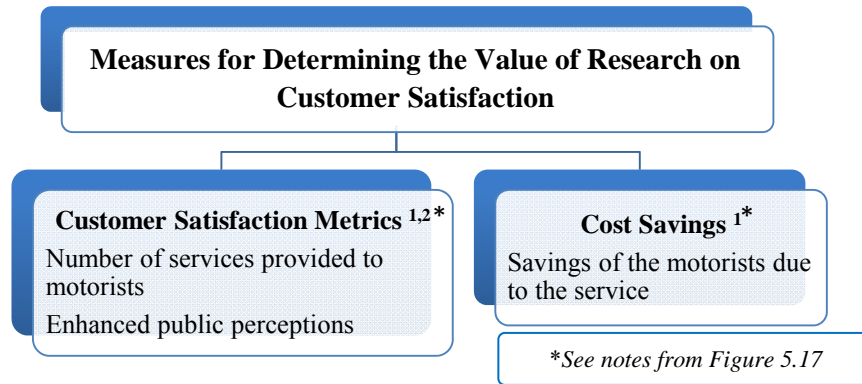 Measures for Determining the Value of Research on
Customer Satisfaction
Customer Satisfaction Metrics 1,2*
Number of services provided to
motorists
Enhanced public perceptions
Cost Savings 1*
Savings of the motorists due
to the service
*See notes from Figure 5.17